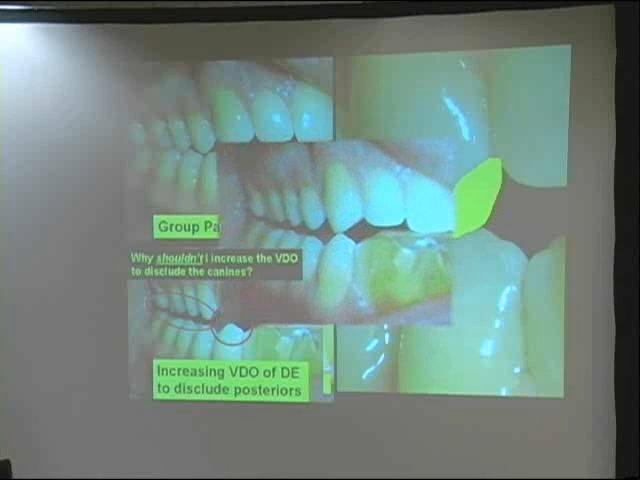 Group Pa
Why shouldn't I increase the VDO
to disclude the canines?
Increasing VDO of DE
to disclude posteriors